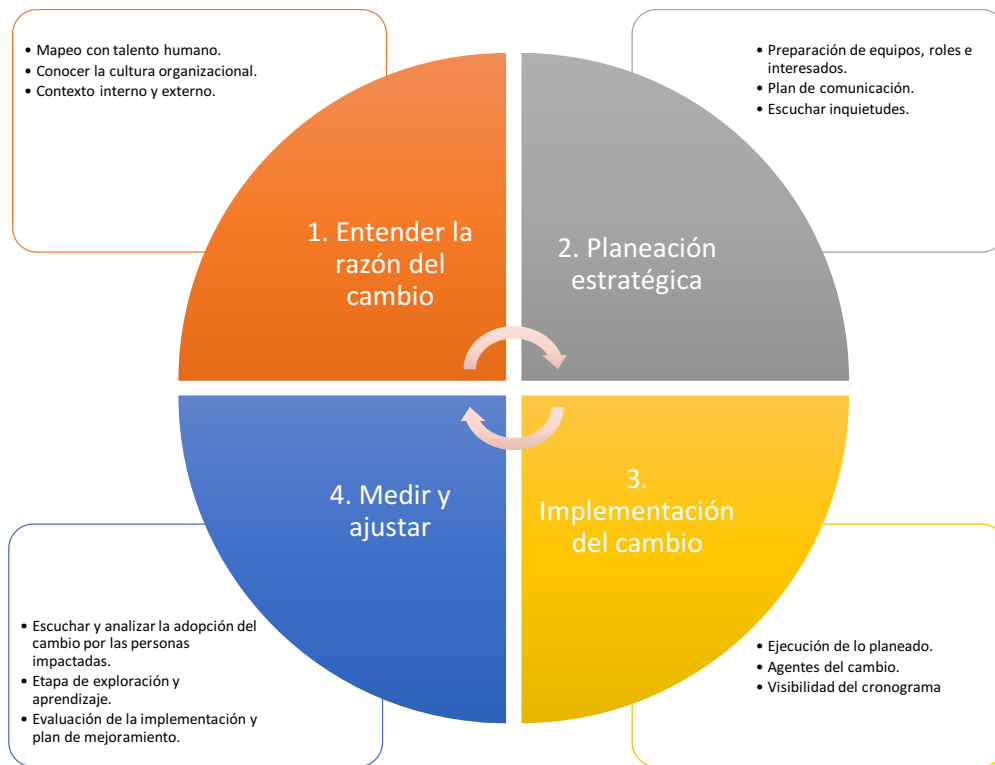 • Mapeo con talento humano.
• Conocer la cultura organizacional.
• Contexto interno y externo.
• Preparación de equipos, roles e
interesados.
• Plan de comunicación.
• Escuchar inquietudes.
1. Entender la
razón del
cambio
2. Planeación
estratégica
4. Medir y
ajustar
3.
Implementación
del cambio
• Escuchar y analizar la adopción del
cambio por las personas
impactadas.
• Etapa de exploración y
aprendizaje.
• Evaluación de la implementación y
plan de mejoramiento.
• Ejecución de lo planeado.
• Agentes del cambio.
• Visibilidad del cronograma